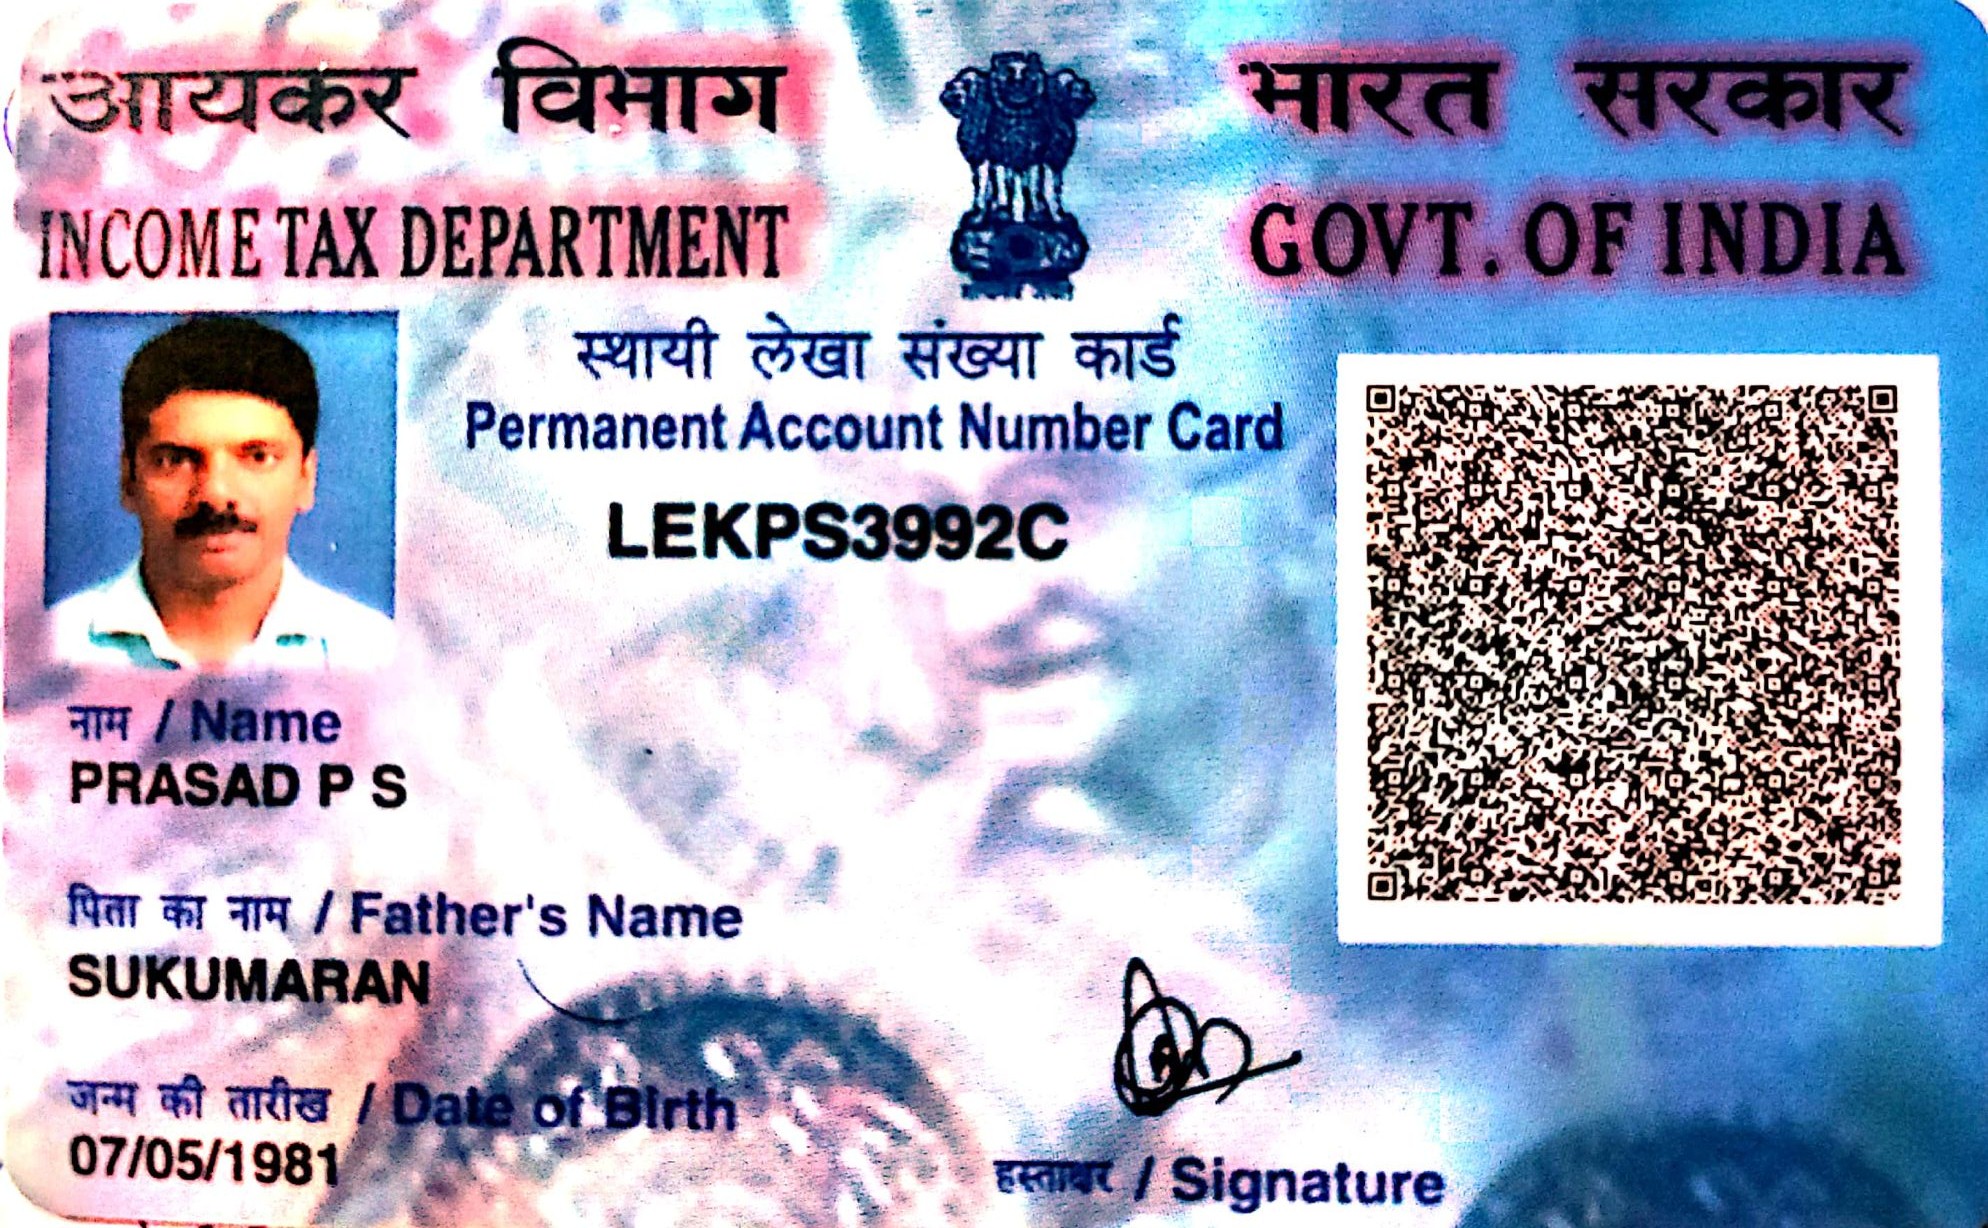 आयकर विभाग
INCOME TAX DEPARTMENT
भारत सरकार
GOVT. OF INDIA
स्थायी लेखा संख्या कार्ड
Permanent Account Number Card
LEKPS3992C
नाम / Name
PRASAD P S
पिता का नाम / Father's Name
SUKUMARAN
जन्म की तारीख / Date of Birth
07/05/1981
हस्ताक्षर / Signature